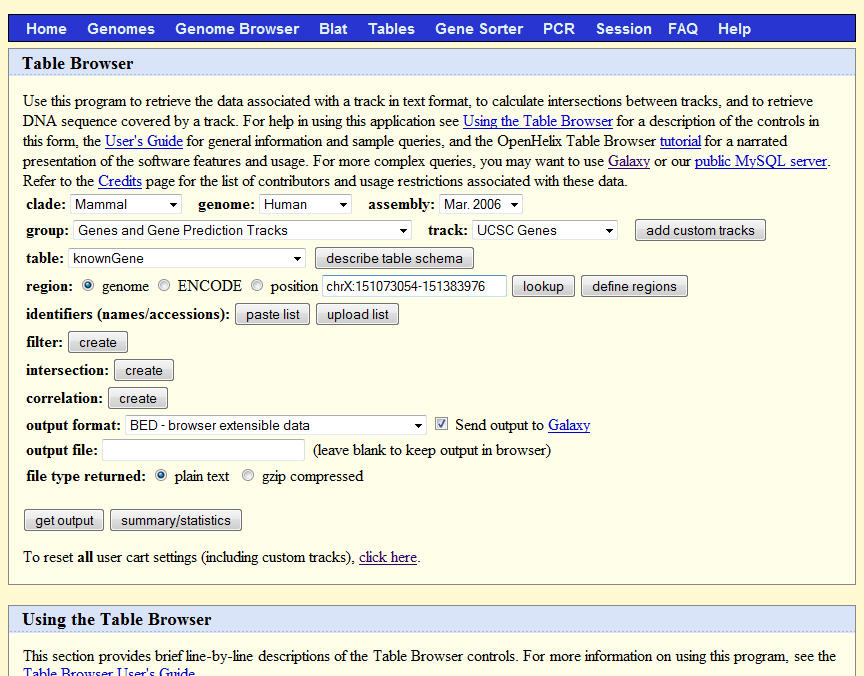 Home Genomes Genome Browser Blat Tables Gene Sorter PCR Session FAQ Help
Table Browser
Use this program to retrieve the data associated with a track in text format, to calculate intersections between tracks, and to retrieve
DNA sequence covered by a track. For help in using this application see Using the Table Browser for a description of the controls in
this form, the User's Guide for general information and sample queries, and the OpenHelix Table Browser tutorial for a narrated
presentation of the software features and usage. For more complex queries, you may want to use Galaxy or our public MySQL server.
Refer to the Credits page for the list of contributors and usage restrictions associated with these data.
clade: Mammal genome: Human assembly: Mar. 2006
group: Genes and Gene Prediction Tracks track: UCSC Genes add custom tracks
table: knownGene describe table schema
region: genome ENCODE position chrX:151073054-151383976 lookup define regions
identifiers (names/accessions): paste list upload list
filter: create
intersection: create
correlation: create
output format: BED - browser extensible data Send output to Galaxy
output file: (leave blank to keep output in browser)
file type returned: plain text gzip compressed
get output summary/statistics
To reset all user cart settings (including custom tracks), click here.
Using the Table Browser
This section provides brief line-by-line descriptions of the Table Browser controls. For more information on using this program, see the
Table Browser User's Guide